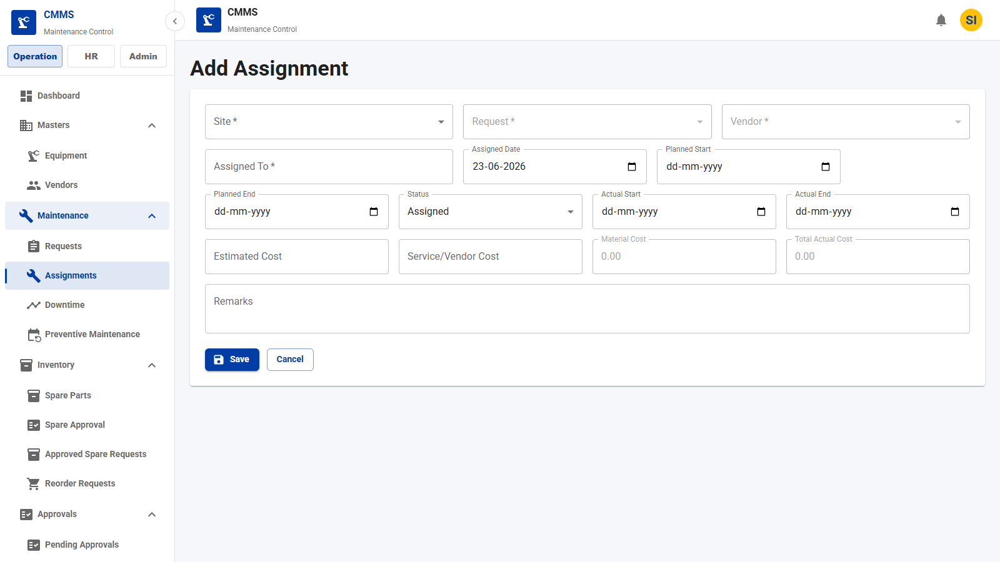 CMMS
Maintenance Control
Operation
HR
Admin
Dashboard
Masters
Equipment
Vendors
Maintenance
Requests
Assignments
Downtime
Preventive Maintenance
Inventory
Spare Parts
Spare Approval
Approved Spare Requests
Reorder Requests
Approvals
Pending Approvals
CMMS
Maintenance Control
SI
Add Assignment
Site *
Request *
Vendor *
Assigned To *
Assigned Date
23-06-2026
Planned Start
dd-mm-yyyy
Planned End
dd-mm-yyyy
Status
Assigned
Actual Start
dd-mm-yyyy
Actual End
dd-mm-yyyy
Estimated Cost
Service/Vendor Cost
Material Cost
0.00
Total Actual Cost
0.00
Remarks
Save
Cancel